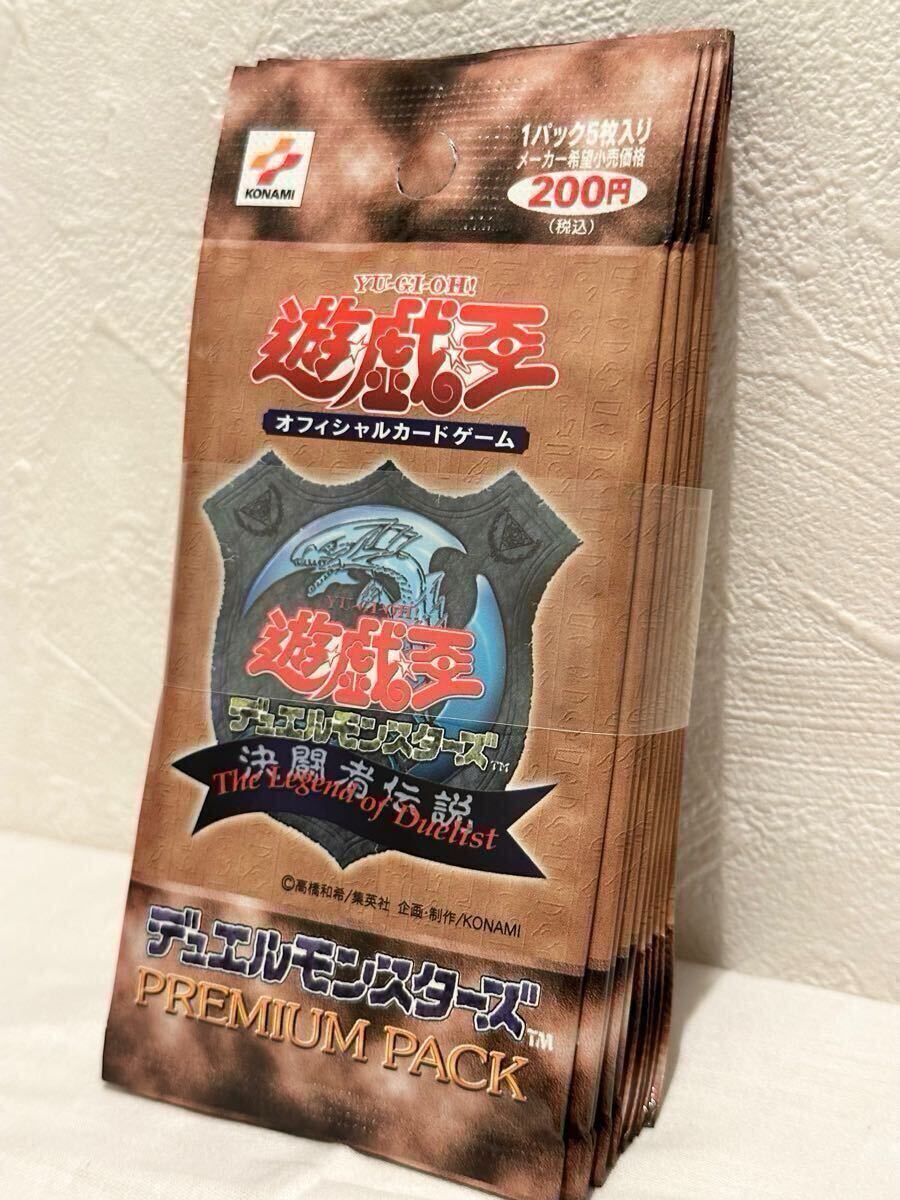 KONAMI
1パック5枚入り
メーカー希望小売価格
200円
(税込)
YU-GI-OH!
遊戯王
オフィシャルカードゲーム
YU-GI-OH!
遊戯王
デュエルモンスターズ™
決闘者伝説
The Legend of Duelist
©高橋和希/集英社 企画・制作/KONAMI
デュエルモンスターズ™
PREMIUM PACK